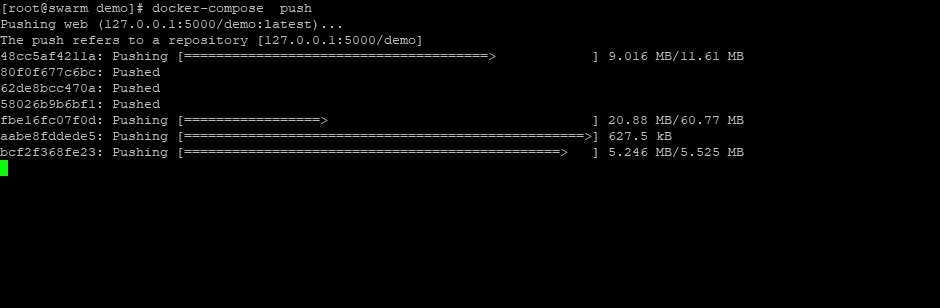 [root@swarm demo]# docker-compose  push
Pushing web (127.0.0.1:5000/demo:latest)...
The push refers to a repository [127.0.0.1:5000/demo]
48cc5af4211a: Pushing [======================================>            ] 9.016 MB/11.61 MB
80f0f677c6bc: Pushed
62de8bcc470a: Pushed
58026b9b6bf1: Pushed
fbe16fc07f0d: Pushing [=================>                                 ] 20.88 MB/60.77 MB
aabe8fddede5: Pushing [==================================================>] 627.5 kB
bcf2f368fe23: Pushing [===============================================>   ] 5.246 MB/5.525 MB